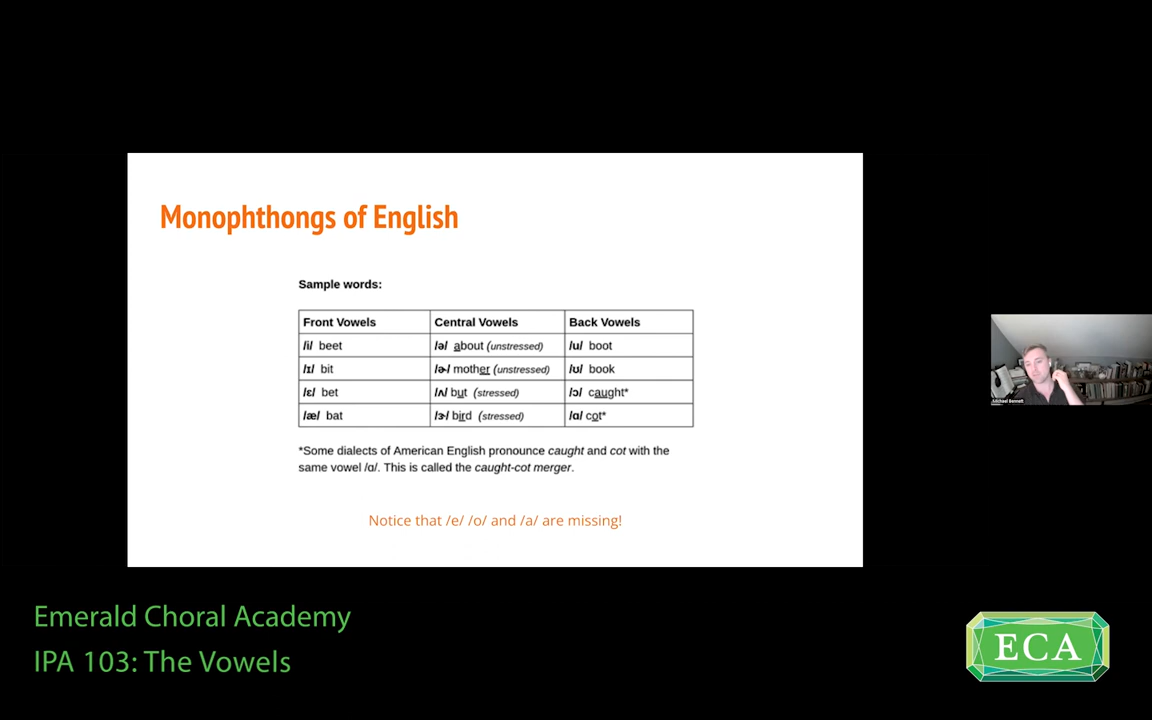 Monophthongs of English
Sample words:
Front Vowels Central Vowels Back Vowels
/i/ beet /ə/ about (unstressed) /u/ boot
/ɪ/ bit /ɚ/ mother (unstressed) /ʊ/ book
/ɛ/ bet /ʌ/ but (stressed) /ɔ/ caught*
/æ/ bat /ɝ/ bird (stressed) /ɑ/ cot*
*Some dialects of American English pronounce caught and cot with the
same vowel /ɑ/. This is called the caught-cot merger.
Notice that /e/ /o/ and /a/ are missing!
Michael Bennett
Emerald Choral Academy
IPA 103: The Vowels
ECA